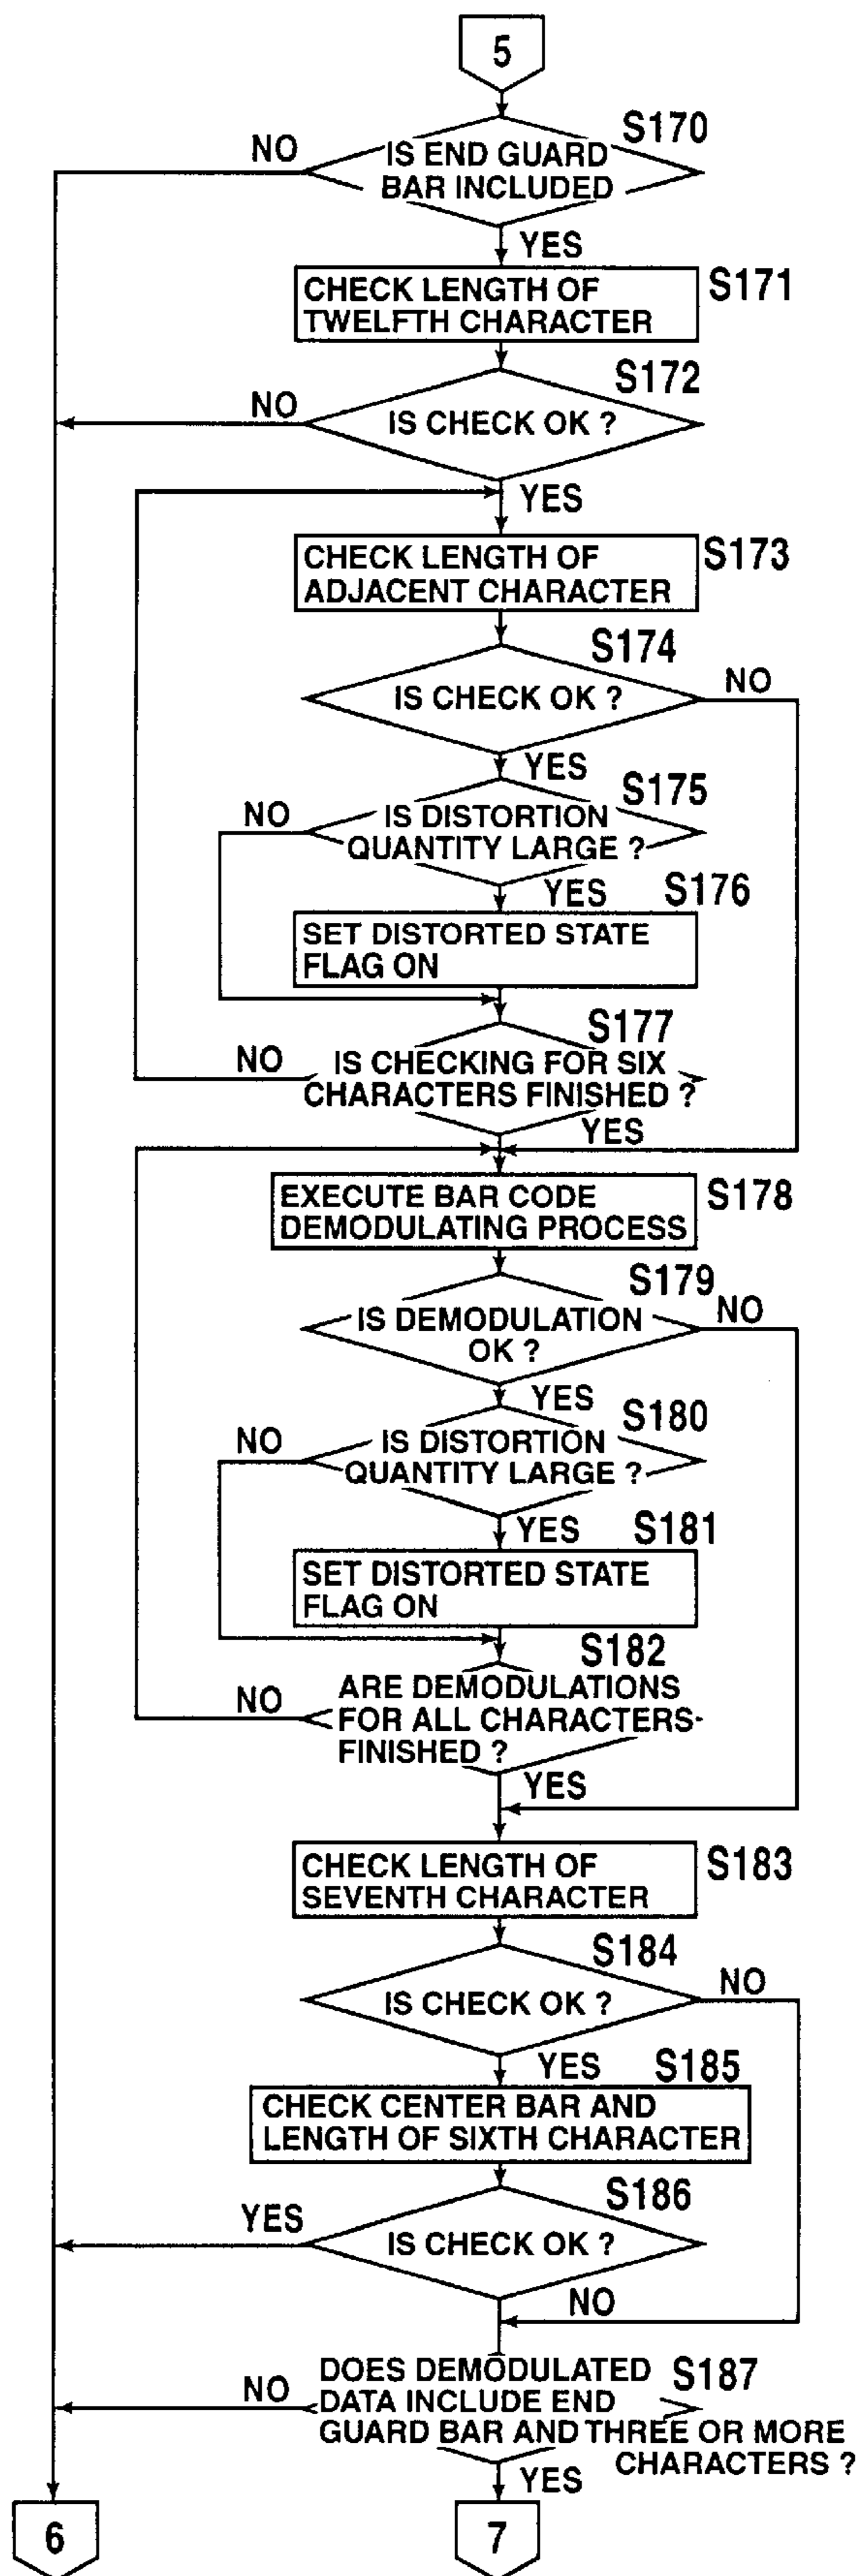 5
S170
NO
IS END GUARD
BAR INCLUDED
YES
CHECK LENGTH OF
TWELFTH CHARACTER
S171
S172
NO
IS CHECK OK ?
YES
CHECK LENGTH OF
ADJACENT CHARACTER
S173
S174
IS CHECK OK ?
NO
YES
S175
NO
IS DISTORTION
QUANTITY LARGE ?
YES
S176
SET DISTORTED STATE
FLAG ON
S177
NO
IS CHECKING FOR SIX
CHARACTERS FINISHED ?
YES
EXECUTE BAR CODE
DEMODULATING PROCESS
S178
S179
IS DEMODULATION
OK ?
NO
YES
S180
NO
IS DISTORTION
QUANTITY LARGE ?
YES
S181
SET DISTORTED STATE
FLAG ON
S182
NO
ARE DEMODULATIONS
FOR ALL CHARACTERS
FINISHED ?
YES
CHECK LENGTH OF
SEVENTH CHARACTER
S183
S184
IS CHECK OK ?
NO
YES
S185
CHECK CENTER BAR AND
LENGTH OF SIXTH CHARACTER
S186
YES
IS CHECK OK ?
NO
S187
NO
DOES DEMODULATED
DATA INCLUDE END
GUARD BAR AND THREE OR MORE
CHARACTERS ?
YES
6
7